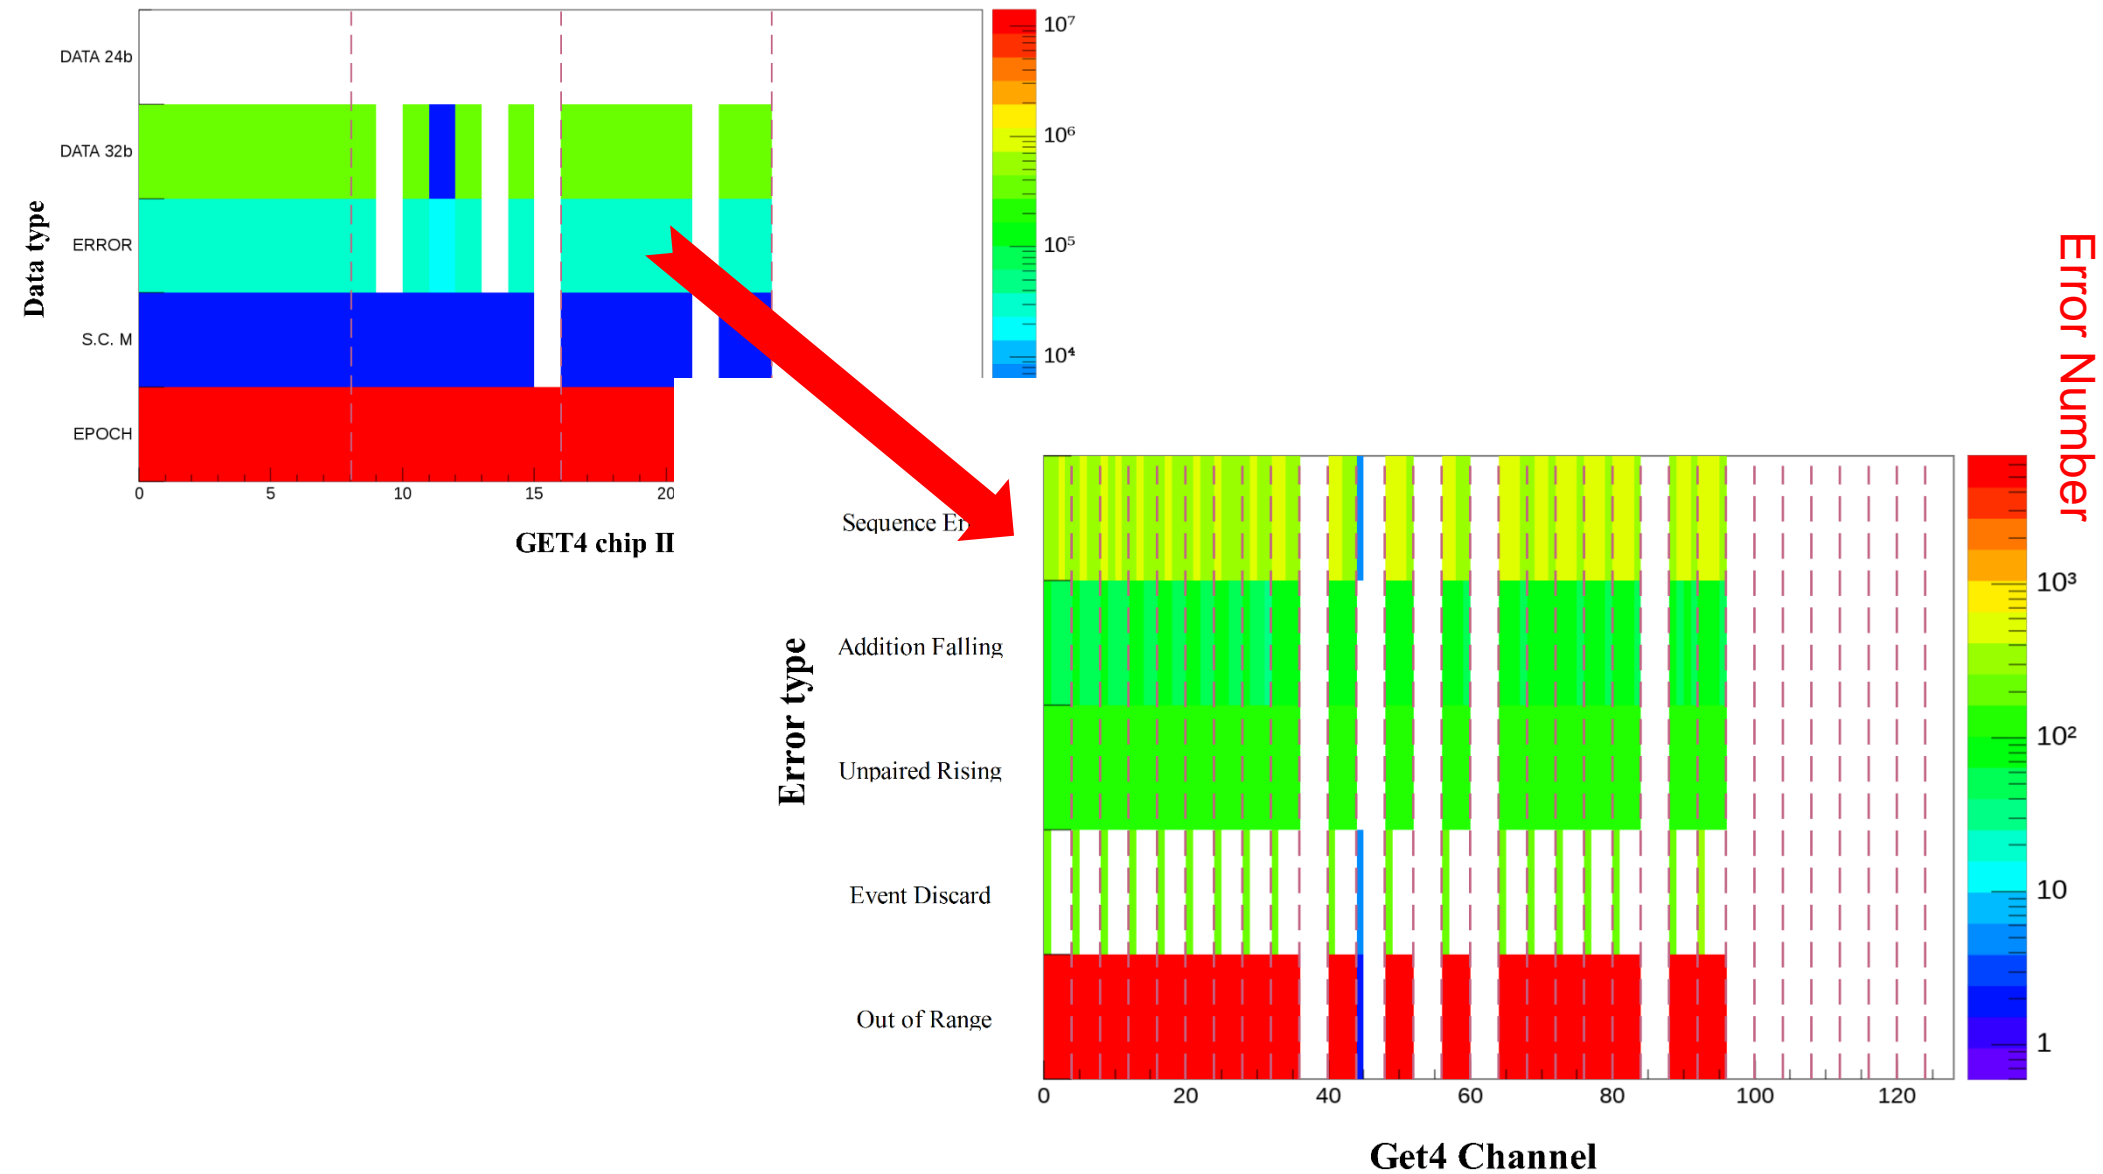 DATA 24b
DATA 32b
ERROR
S.C. M
EPOCH
Data type
0 5 10 15 20
GET4 chip II
10⁷
10⁶
10⁵
10⁴
Error Number
Sequence
Addition Falling
Unpaired Rising
Event Discard
Out of Range
Error type
0 20 40 60 80 100 120
Get4 Channel
10³
10²
10
1